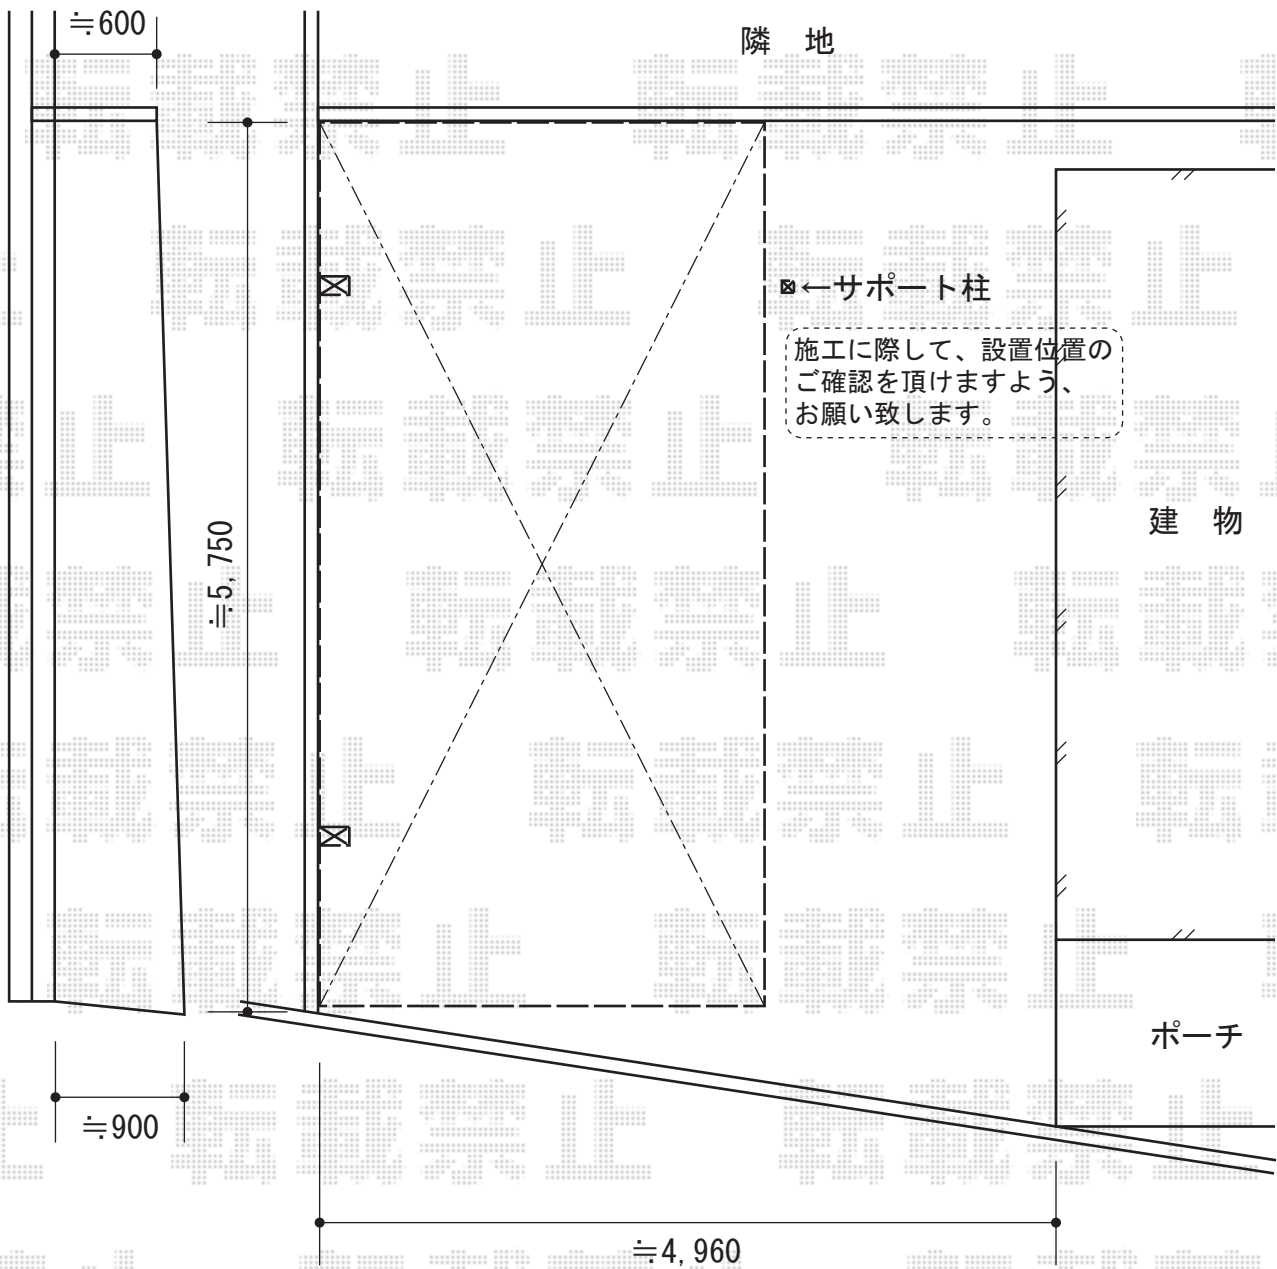 ≒600
隣 地
←サポート柱
施工に際して、設置位置の
ご確認を頂けますよう、
お願い致します。
≒5,750
建 物
ポーチ
≒900
≒4,960
転載禁止